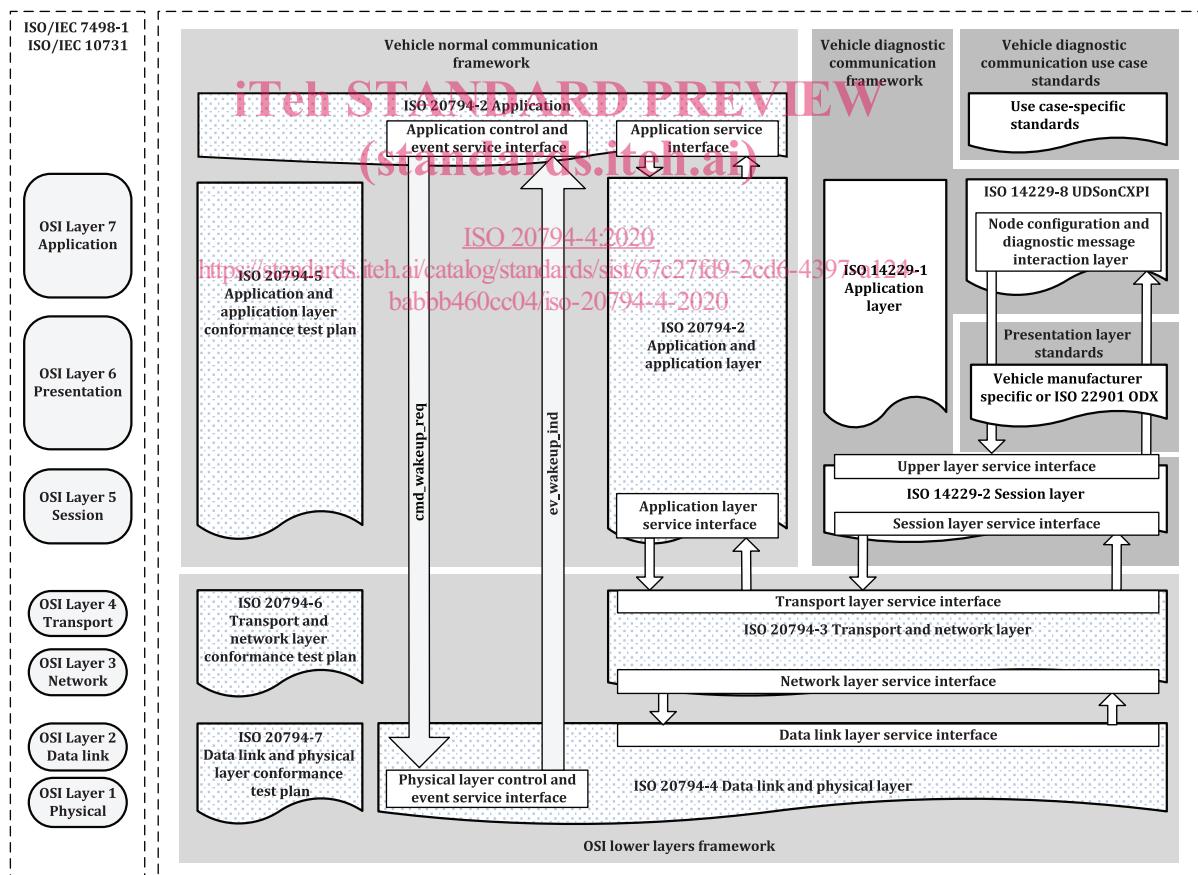 ISO/IEC 7498-1
ISO/IEC 10731
OSI Layer 7
Application
OSI Layer 6
Presentation
OSI Layer 5
Session
OSI Layer 4
Transport
OSI Layer 3
Network
OSI Layer 2
Data link
OSI Layer 1
Physical
Vehicle normal communication
framework
ISO 20794-2 Application
Application control and
event service interface
Application service
interface
iTeh STANDARD PREVIEW
(standards.iteh.ai)
ISO 20794-4:2020
https://standards.iteh.ai/catalog/standards/sist/67c27fd9-2cd6-4397-a124-
babbb460cc04/iso-20794-4-2020
ISO 20794-5
Application and
application layer
conformance test plan
cmd_wakeup_req
ev_wakeup_ind
ISO 20794-2
Application and
application layer
Application layer
service interface
Vehicle diagnostic
communication
framework
ISO 14229-1
Application
layer
Vehicle diagnostic
communication use case
standards
Use case-specific
standards
ISO 14229-8 UDSonCXPI
Node configuration and
diagnostic message
interaction layer
Presentation layer
standards
Vehicle manufacturer
specific or ISO 22901 ODX
Upper layer service interface
ISO 14229-2 Session layer
Session layer service interface
ISO 20794-6
Transport and
network layer
conformance test plan
Transport layer service interface
ISO 20794-3 Transport and network layer
Network layer service interface
ISO 20794-7
Data link and physical
layer conformance
test plan
Data link layer service interface
Physical layer control and
event service interface
ISO 20794-4 Data link and physical layer
OSI lower layers framework